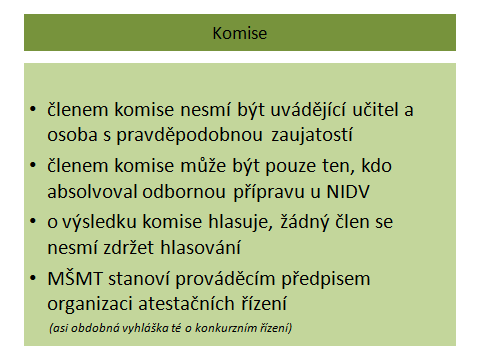 Komise
• členem komise nesmí být uvádějící učitel a
osoba s pravděpodobnou zaujatostí
• členem komise může být pouze ten, kdo
absolvoval odbornou přípravu u NIDV
• o výsledku komise hlasuje, žádný člen se
nesmí zdržet hlasování
• MŠMT stanoví prováděcím předpisem
organizaci atestačních řízení
(asi obdobná vyhláška té o konkurzním řízení)